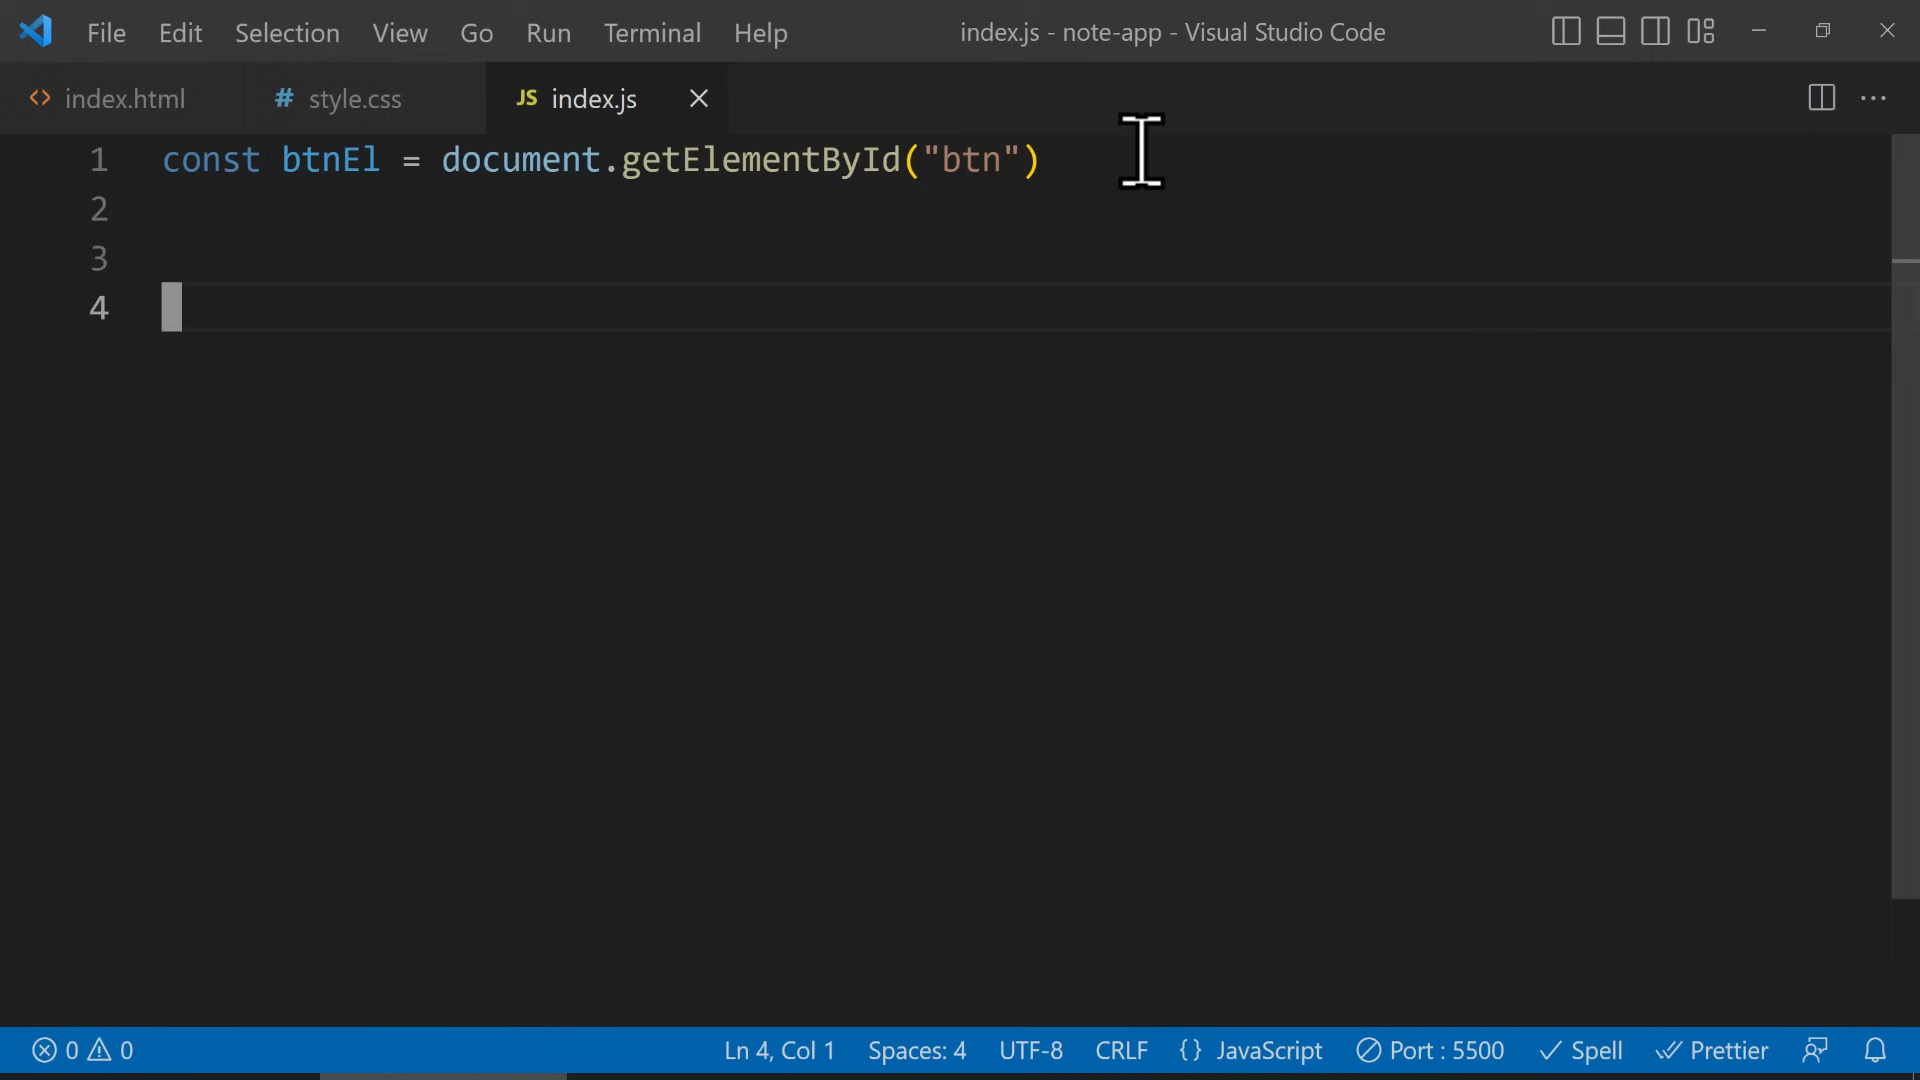 File Edit Selection View Go Run Terminal Help index.js - note-app - Visual Studio Code
<> index.html # style.css JS index.js
1 const btnEl = document.getElementById("btn")
2
3
4
0 0 Ln 4, Col 1 Spaces: 4 UTF-8 CRLF {} JavaScript Port : 5500 Spell Prettier